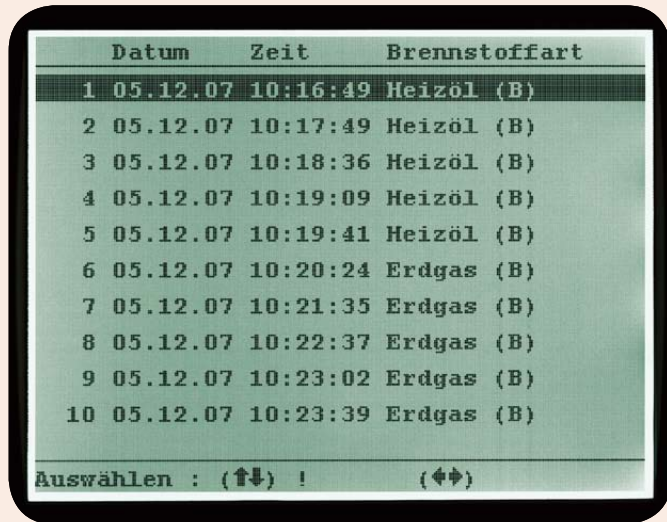 Datum Zeit Brennstoffart
1 05.12.07 10:16:49 Heizöl (B)
2 05.12.07 10:17:49 Heizöl (B)
3 05.12.07 10:18:36 Heizöl (B)
4 05.12.07 10:19:09 Heizöl (B)
5 05.12.07 10:19:41 Heizöl (B)
6 05.12.07 10:20:24 Erdgas (B)
7 05.12.07 10:21:35 Erdgas (B)
8 05.12.07 10:22:37 Erdgas (B)
9 05.12.07 10:23:02 Erdgas (B)
10 05.12.07 10:23:39 Erdgas (B)
Auswählen : (⬆⬇) ! (⬅➡)